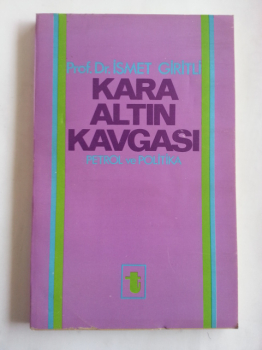 Prof. Dr. İSMET GİRİTLİ
KARA
ALTIN
KAVGASI
PETROL ve POLİTİKA
t